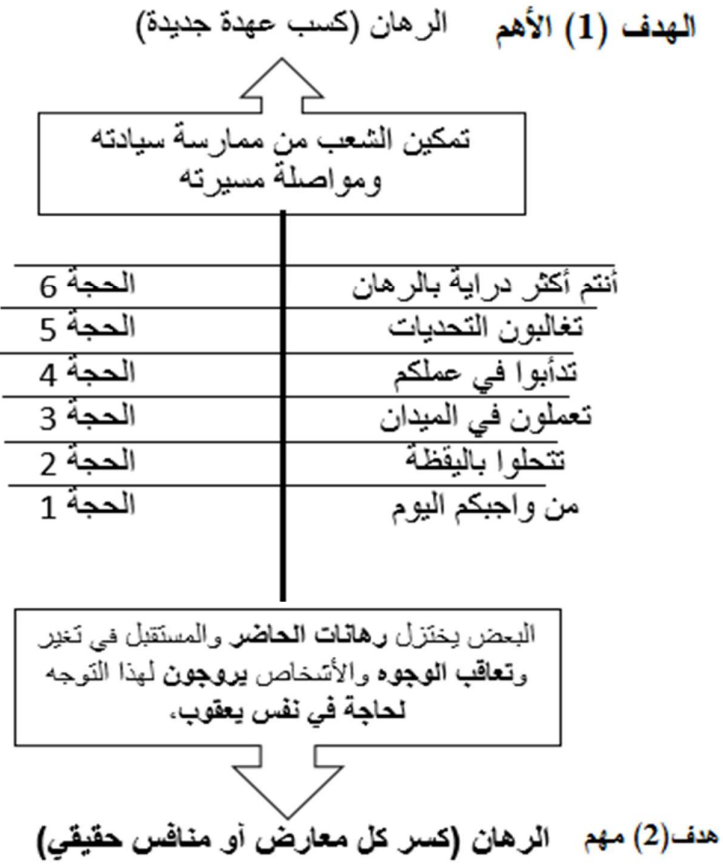 الهدف (1) الأهم الرهان (كسب عهدة جديدة)
تمكين الشعب من ممارسة سيادته
ومواصلة مسيرته
أنتم أكثر دراية بالرهان الحجة 6
تغالبون التحديات الحجة 5
تدأبوا في عملكم الحجة 4
تعملون في الميدان الحجة 3
تتحلوا باليقظة الحجة 2
من واجبكم اليوم الحجة 1
البعض يختزل رهانات الحاضر والمستقبل في تغير
وتعاقب الوجوه والأشخاص يروجون لهذا التوجه
لحاجة في نفس يعقوب،
هدف(2) مهم الرهان (كسر كل معارض أو منافس حقيقي)